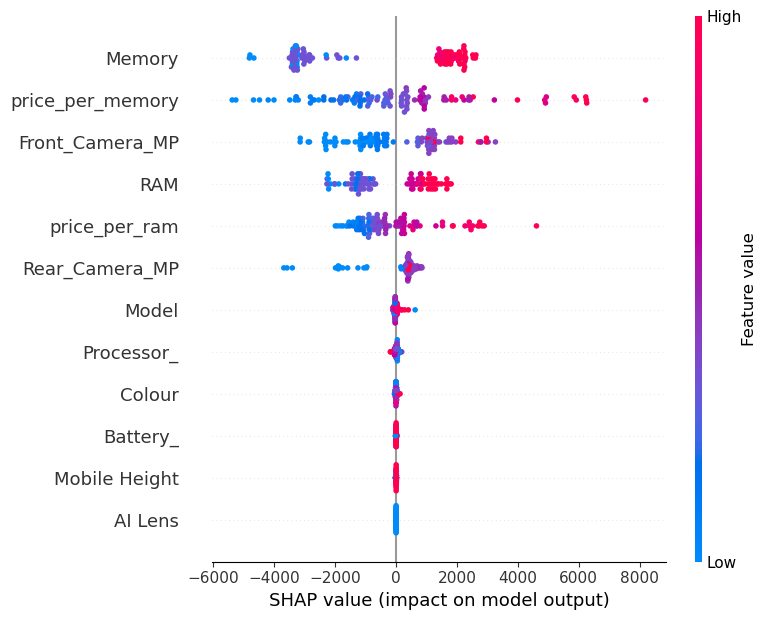 High
Memory
price_per_memory
Front_Camera_MP
RAM
price_per_ram
Rear_Camera_MP
Model
Processor_
Colour
Battery_
Mobile Height
AI Lens
Feature value
Low
−6000 −4000 −2000 0 2000 4000 6000 8000
SHAP value (impact on model output)